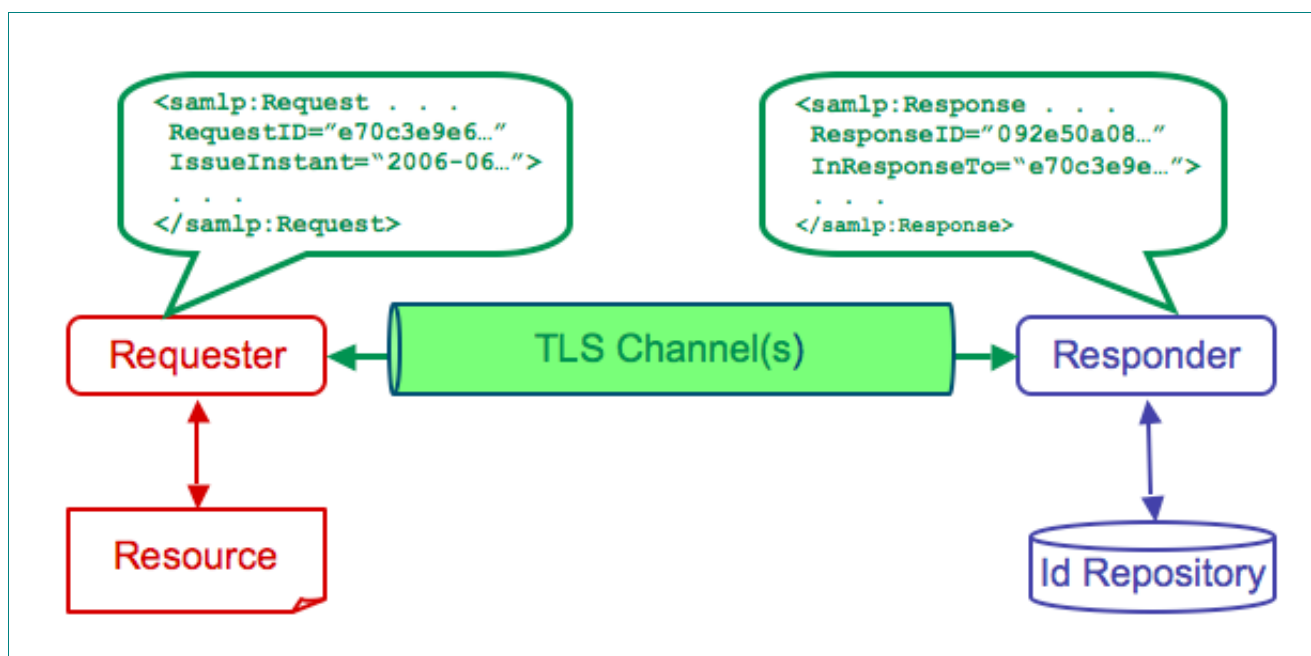 <samlp:Request . . .
RequestID=”e70c3e9e6…”
IssueInstant=“2006-06…”>
. . .
</samlp:Request>
<samlp:Response . . .
ResponseID=”092e50a08…”
InResponseTo=“e70c3e9e…”>
. . .
</samlp:Response>
Requester
TLS Channel(s)
Responder
Resource
Id Repository